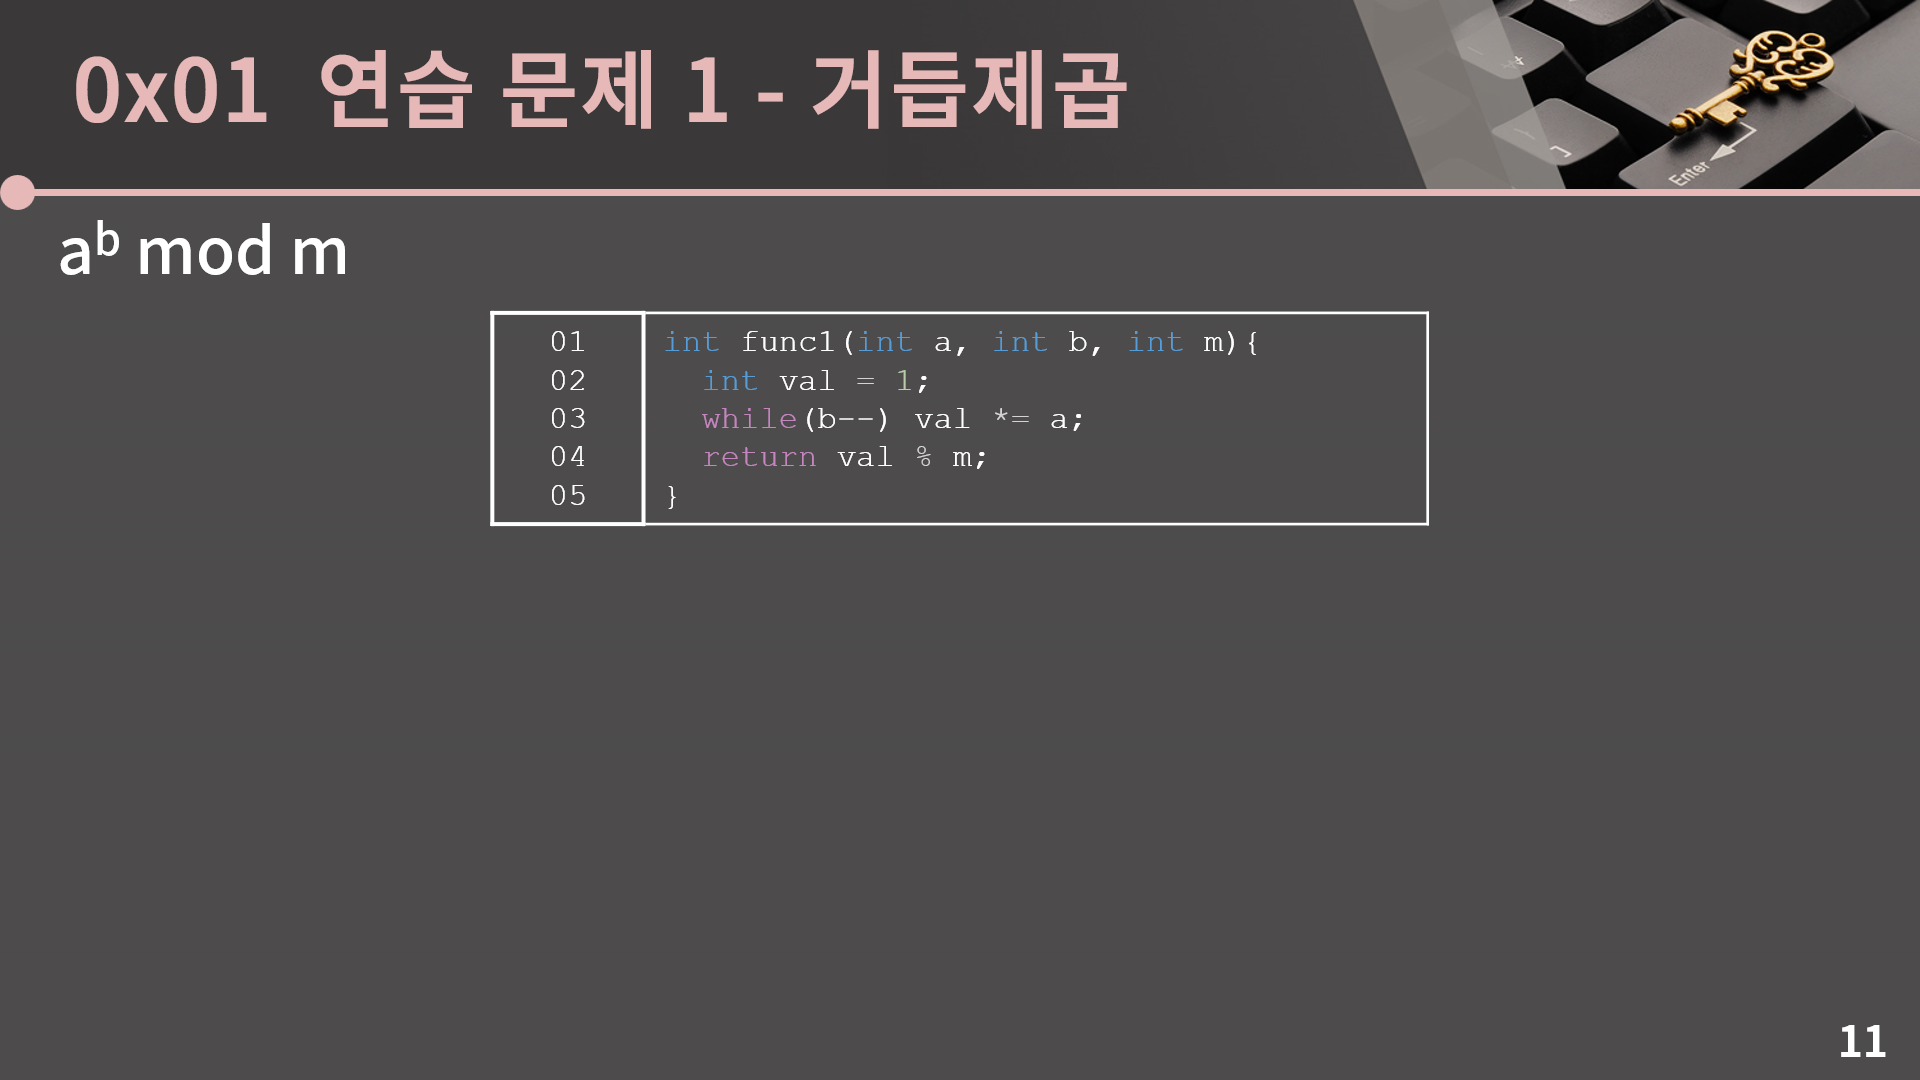 0x01 연습 문제 1 - 거듭제곱
Enter
aᵇ mod m
01 int func1(int a, int b, int m){
02   int val = 1;
03   while(b--) val *= a;
04   return val % m;
05 }
11